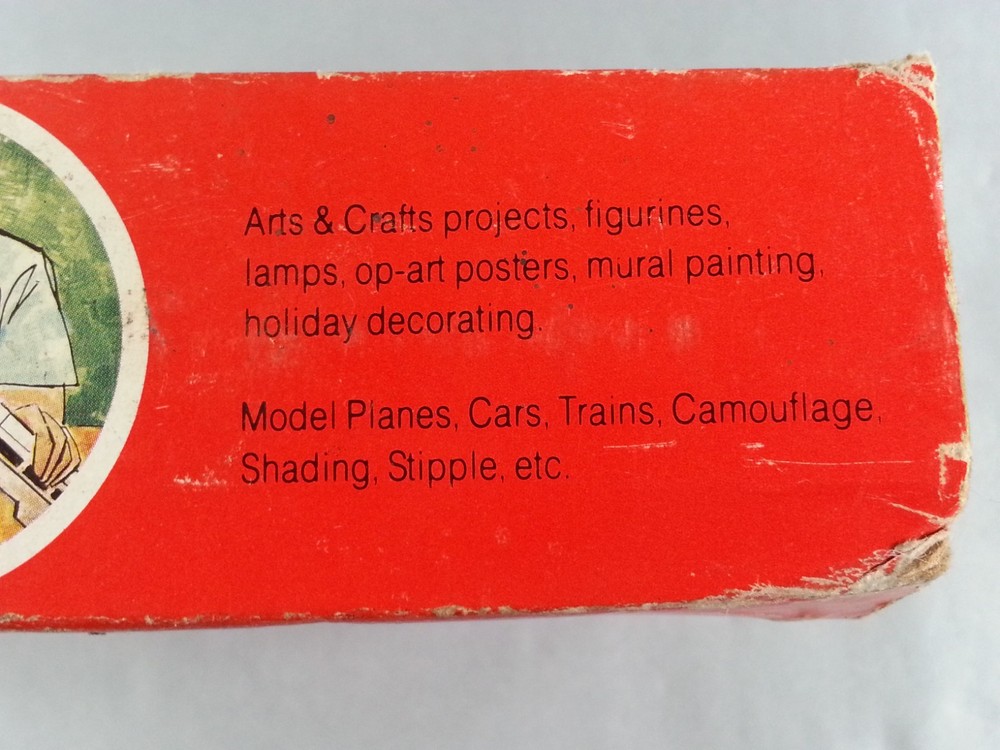 Arts & Crafts projects, figurines,
lamps, op-art posters, mural painting,
holiday decorating.
Model Planes, Cars, Trains, Camouflage,
Shading, Stipple, etc.